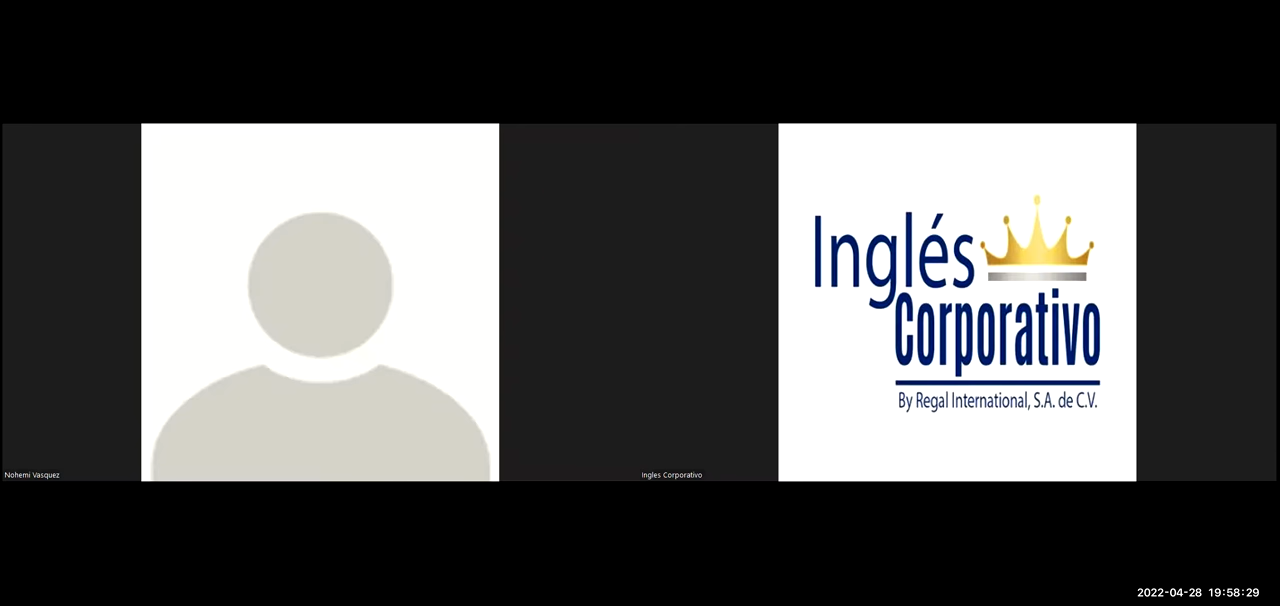 Inglés
Corporativo
By Regal International, S.A. de C.V.
Nohemi Vasquez
Ingles Corporativo
2022-04-28 19:58:29